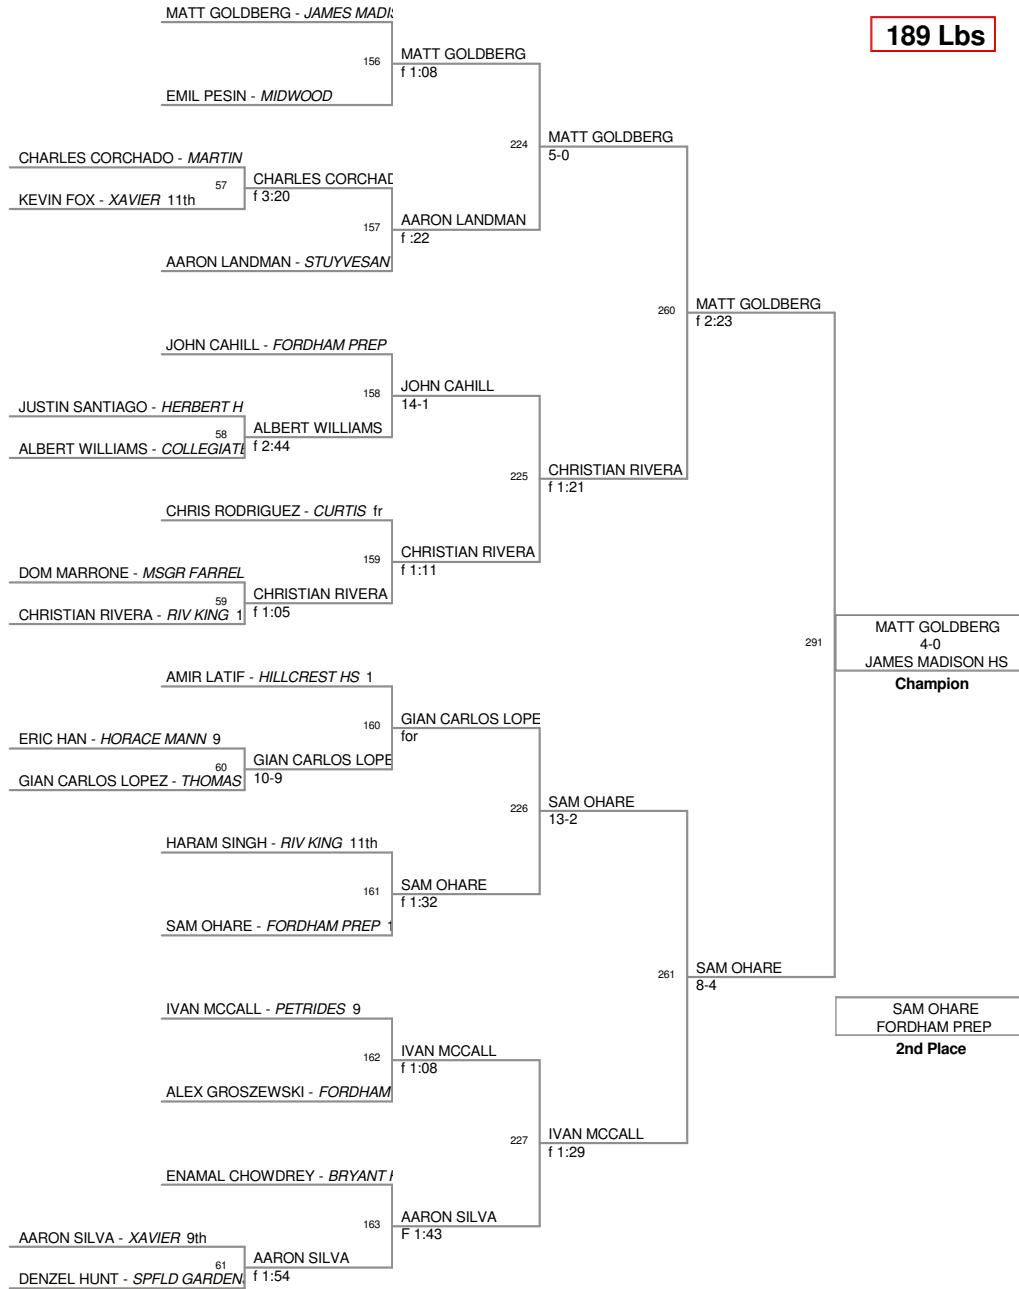 MATT GOLDBERG - JAMES MADI
189 Lbs
156
MATT GOLDBERG
f 1:08
EMIL PESIN - MIDWOOD
224
MATT GOLDBERG
5-0
CHARLES CORCHADO - MARTIN
57
CHARLES CORCHAD
f 3:20
KEVIN FOX - XAVIER 11th
157
AARON LANDMAN
f :22
AARON LANDMAN - STUYVESAN
260
MATT GOLDBERG
f 2:23
JOHN CAHILL - FORDHAM PREP
158
JOHN CAHILL
14-1
JUSTIN SANTIAGO - HERBERT H
58
ALBERT WILLIAMS
f 2:44
ALBERT WILLIAMS - COLLEGIATE
225
CHRISTIAN RIVERA
f 1:21
CHRIS RODRIGUEZ - CURTIS fr
159
CHRISTIAN RIVERA
f 1:11
DOM MARRONE - MSGR FARREL
59
CHRISTIAN RIVERA
f 1:05
CHRISTIAN RIVERA - RIV KING 1
291
MATT GOLDBERG
4-0
JAMES MADISON HS
Champion
AMIR LATIF - HILLCREST HS 1
160
GIAN CARLOS LOPE
for
ERIC HAN - HORACE MANN 9
60
GIAN CARLOS LOPE
10-9
GIAN CARLOS LOPEZ - THOMAS
226
SAM OHARE
13-2
HARAM SINGH - RIV KING 11th
161
SAM OHARE
f 1:32
SAM OHARE - FORDHAM PREP 1
261
SAM OHARE
8-4
SAM OHARE
FORDHAM PREP
2nd Place
IVAN MCCALL - PETRIDES 9
162
IVAN MCCALL
f 1:08
ALEX GROSZEWSKI - FORDHAM
227
IVAN MCCALL
f 1:29
ENAMAL CHOWDREY - BRYANT H
163
AARON SILVA
F 1:43
AARON SILVA - XAVIER 9th
61
AARON SILVA
f 1:54
DENZEL HUNT - SPFLD GARDEN